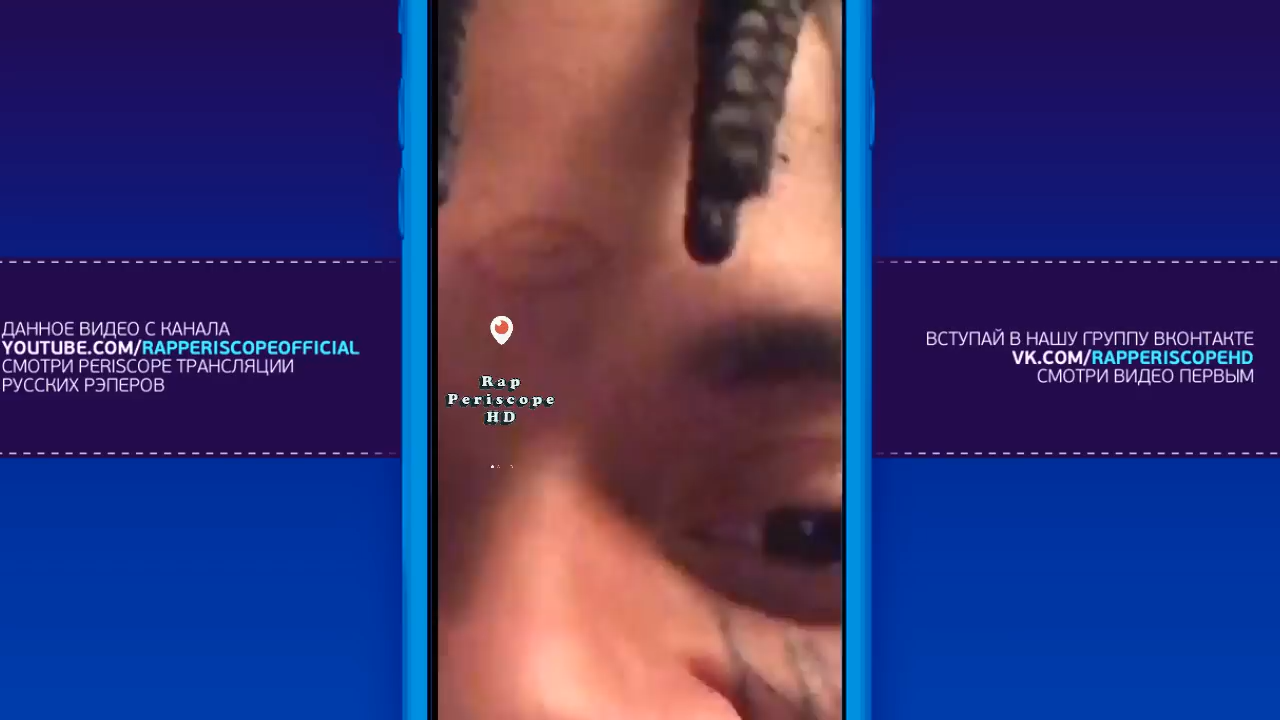 ДАННОЕ ВИДЕО С КАНАЛА
YOUTUBE.COM/RAPPERISCOPEOFFICIAL
СМОТРИ PERISCOPE ТРАНСЛЯЦИИ
РУССКИХ РЭПЕРОВ
Rap
Periscope
HD
ВСТУПАЙ В НАШУ ГРУППУ ВКОНТАКТЕ
VK.COM/RAPPERISCOPEHD
СМОТРИ ВИДЕО ПЕРВЫМ